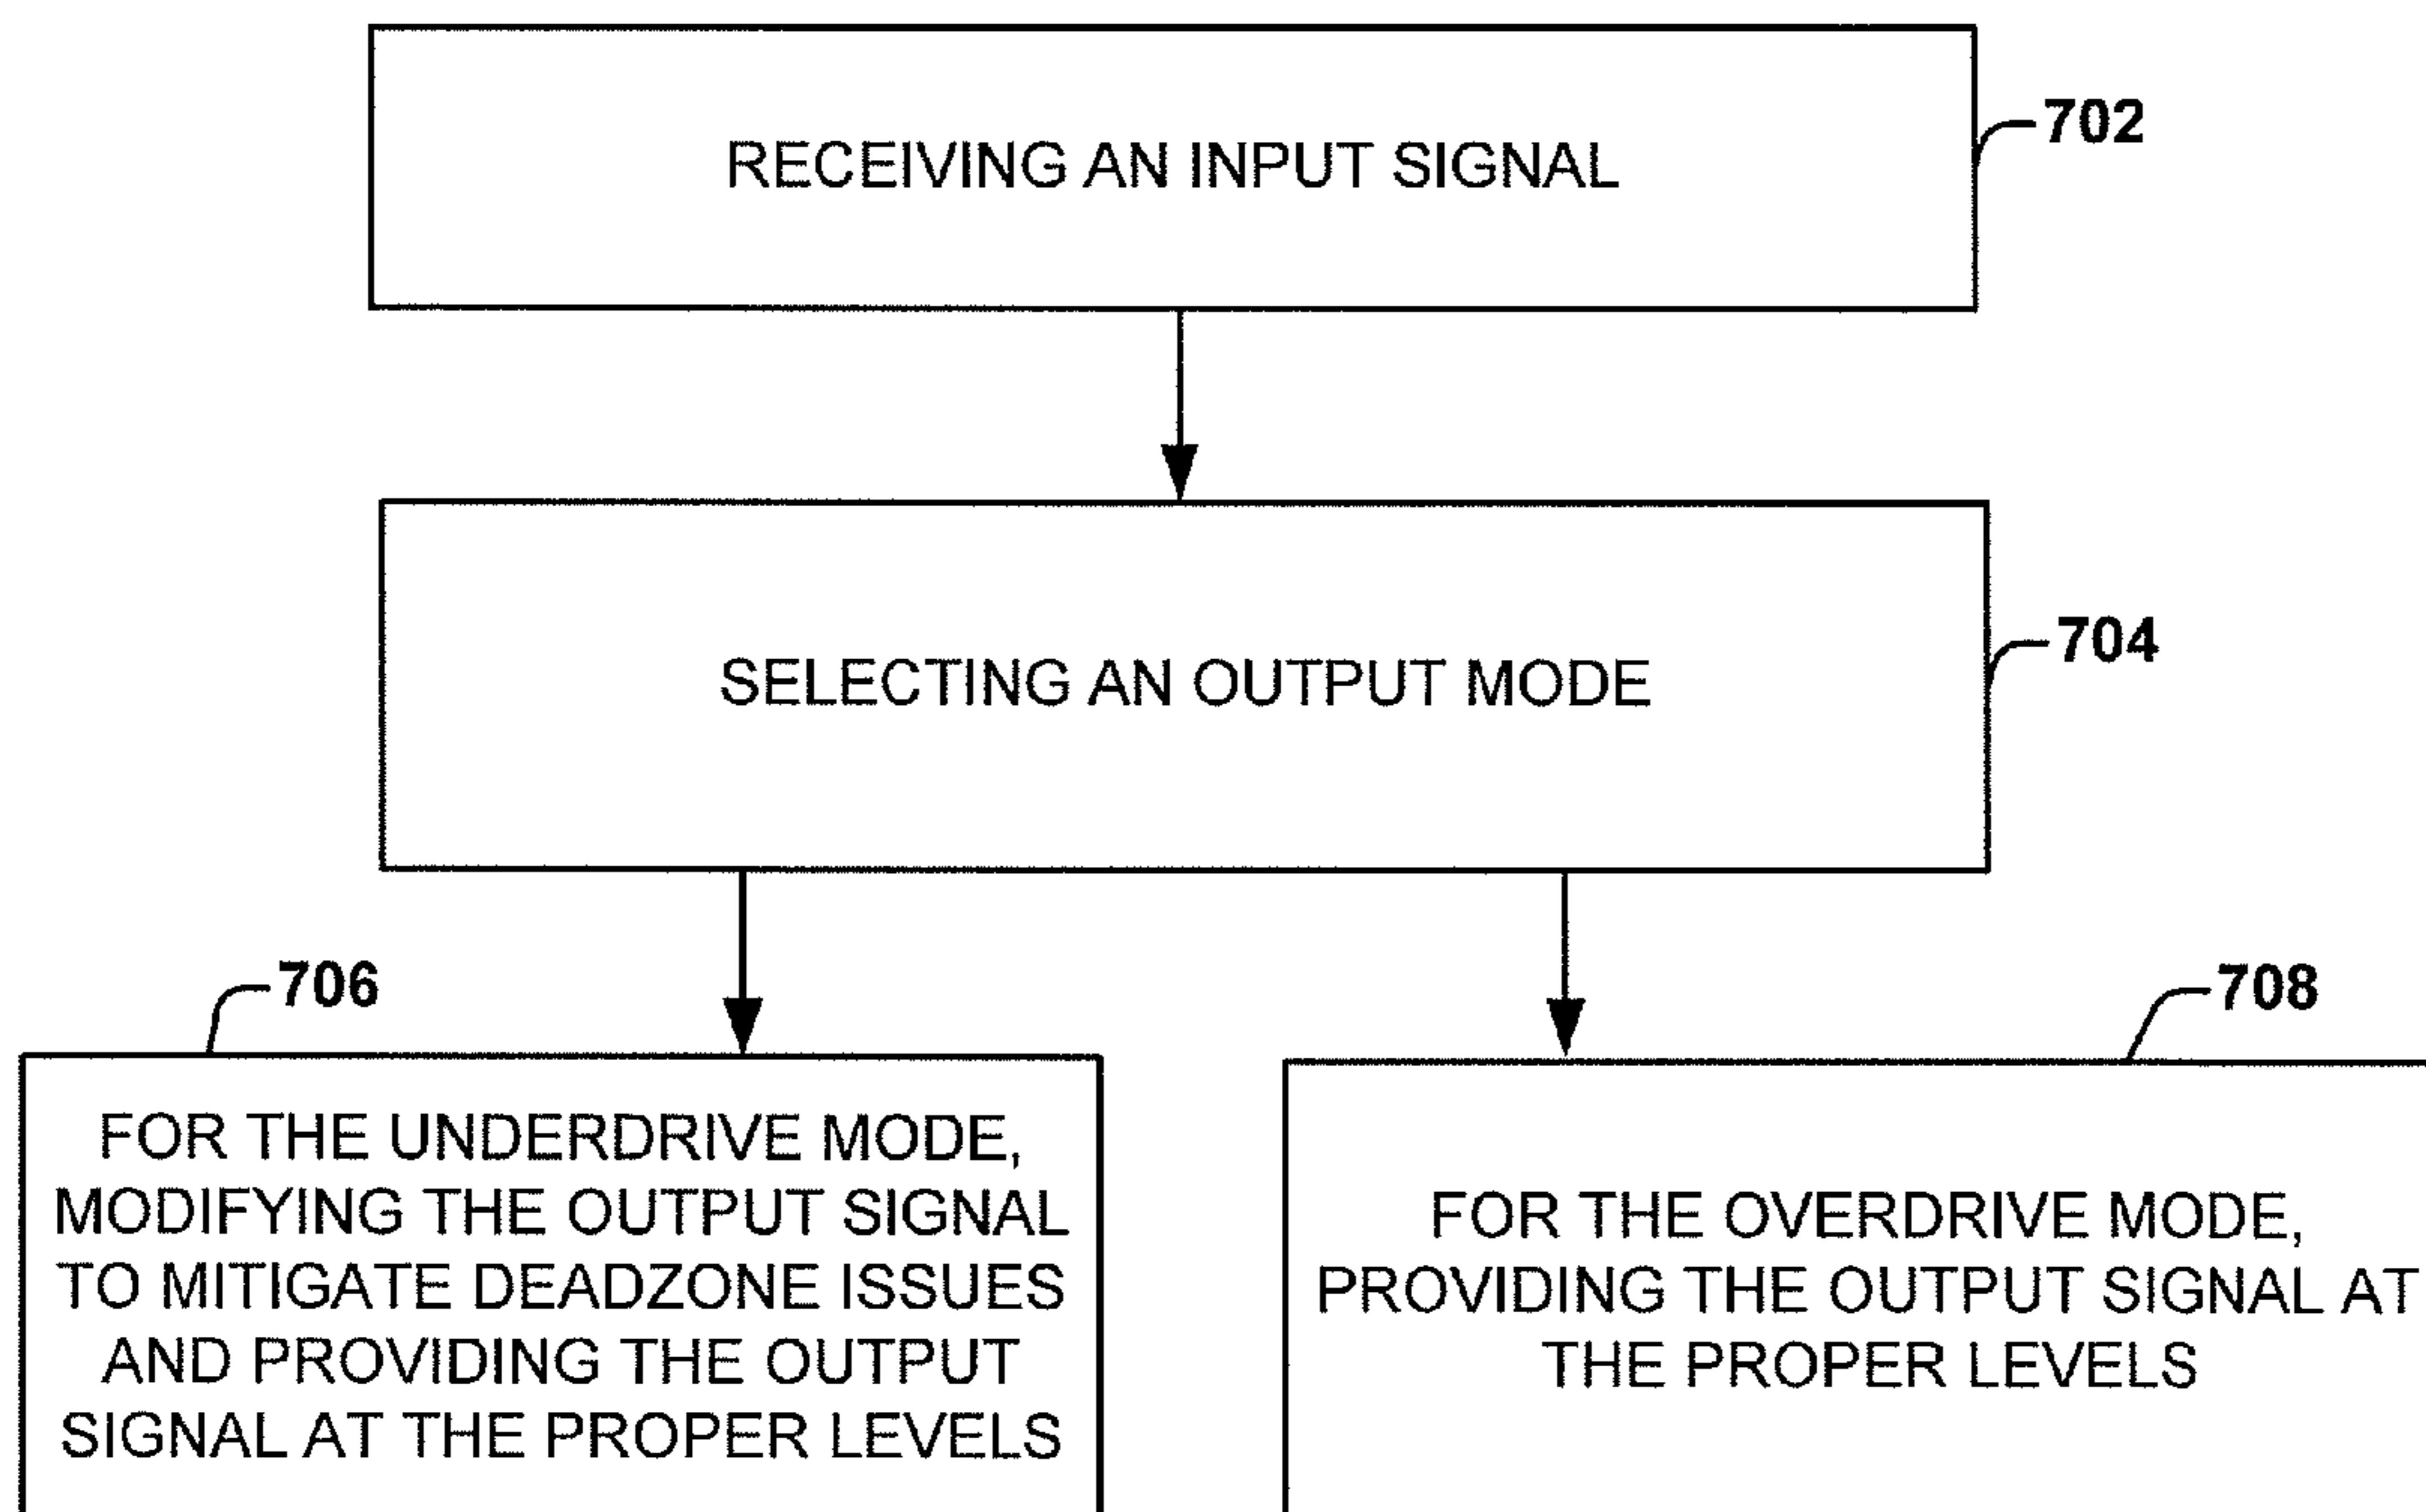 RECEIVING AN INPUT SIGNAL
702
SELECTING AN OUTPUT MODE
704
706
FOR THE UNDERDRIVE MODE,
MODIFYING THE OUTPUT SIGNAL
TO MITIGATE DEADZONE ISSUES
AND PROVIDING THE OUTPUT
SIGNAL AT THE PROPER LEVELS
708
FOR THE OVERDRIVE MODE,
PROVIDING THE OUTPUT SIGNAL AT
THE PROPER LEVELS